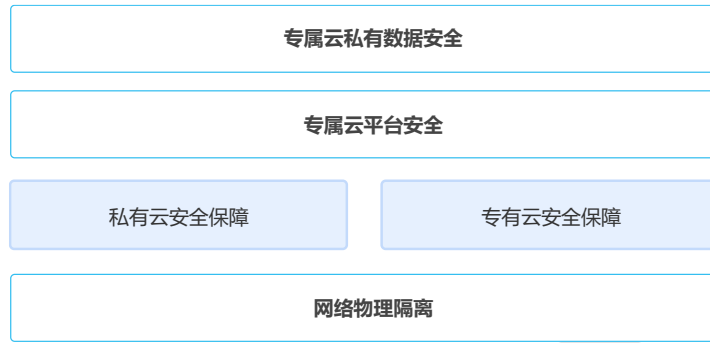 专属云私有数据安全
专属云平台安全
私有云安全保障
专有云安全保障
网络物理隔离